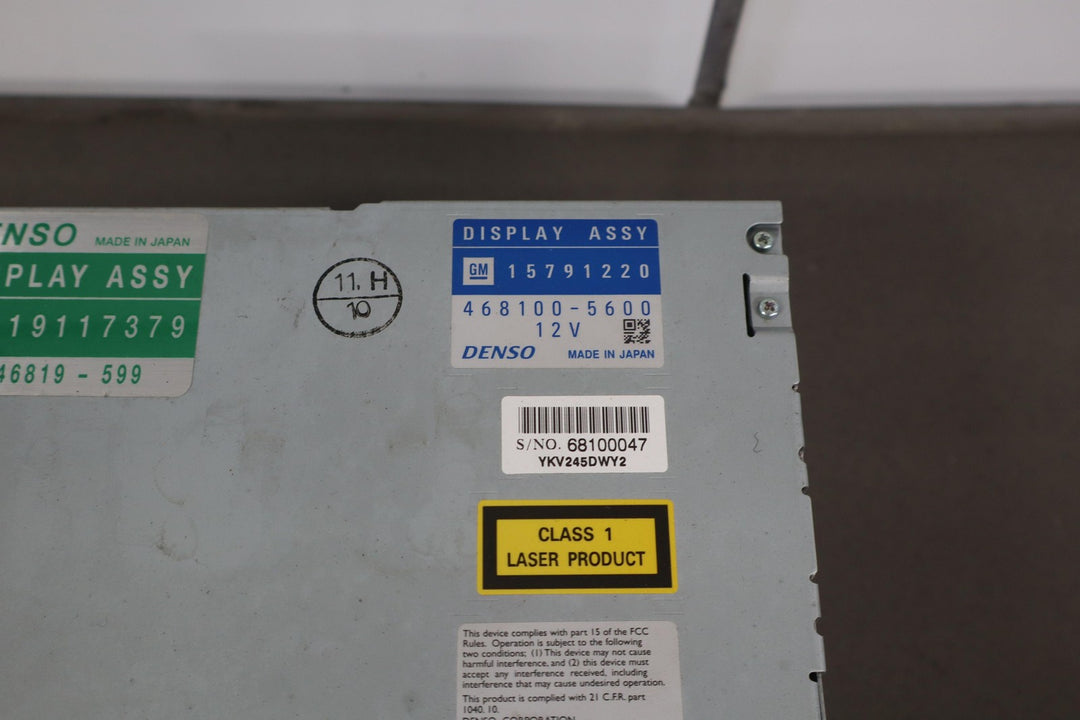 NSO MADE IN JAPAN
PLAY ASSY
19117379
46819 - 599
11. H
10
DISPLAY ASSY
GM 15791220
468100-5600
12V
DENSO MADE IN JAPAN
S/NO. 68100047
YKV245DWY2
CLASS 1
LASER PRODUCT
This device complies with part 15 of the FCC
Rules. Operation is subject to the following
two conditions; (1) This device may not cause
harmful interference, and (2) this device must
accept any interference received, including
interference that may cause undesired operation.
This product is complied with 21 C.F.R. part
1040. 10.
DENSO CORPORATION